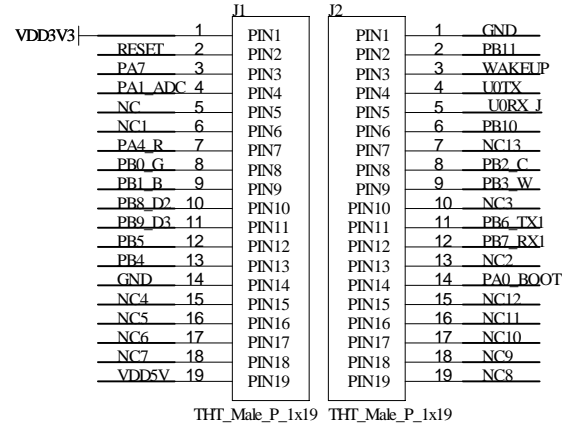 J1 J2
VDD3V3 1 PIN1 PIN1 1 GND
RESET 2 PIN2 PIN2 2 PB11
PA7 3 PIN3 PIN3 3 WAKEUP
PA1_ADC 4 PIN4 PIN4 4 U0TX
NC 5 PIN5 PIN5 5 U0RX_J
NC1 6 PIN6 PIN6 6 PB10
PA4_R 7 PIN7 PIN7 7 NC13
PB0_G 8 PIN8 PIN8 8 PB2_C
PB1_B 9 PIN9 PIN9 9 PB3_W
PB8_D2 10 PIN10 PIN10 10 NC3
PB9_D3 11 PIN11 PIN11 11 PB6_TX1
PB5 12 PIN12 PIN12 12 PB7_RX1
PB4 13 PIN13 PIN13 13 NC2
GND 14 PIN14 PIN14 14 PA0_BOOT
NC4 15 PIN15 PIN15 15 NC12
NC5 16 PIN16 PIN16 16 NC11
NC6 17 PIN17 PIN17 17 NC10
NC7 18 PIN18 PIN18 18 NC9
VDD5V 19 PIN19 PIN19 19 NC8
THT_Male_P_1x19 THT_Male_P_1x19